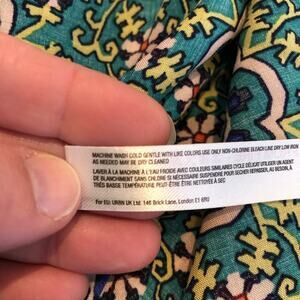 MACHINE WASH COLD GENTLE WITH LIKE COLORS USE ONLY NON-CHLORINE BLEACH LINE DRY LOW IRON
AS NEEDED MAY BE DRY CLEANED
LAVER À LA MACHINE À L'EAU FROIDE AVEC COULEURS SIMILAIRES CYCLE DÉLICAT UTILISER UN AGENT
DE BLANCHIMENT SANS CHLORE SI NÉCESSAIRE SUSPENDRE POUR SÉCHER REPASSER, AU BESOIN, À
TRÈS BASSE TEMPÉRATURE PEUT ÊTRE ÊTRE NETTOYÉE A SEC
For EU: URBN UK Ltd. 146 Brick Lane, London E1 6RU